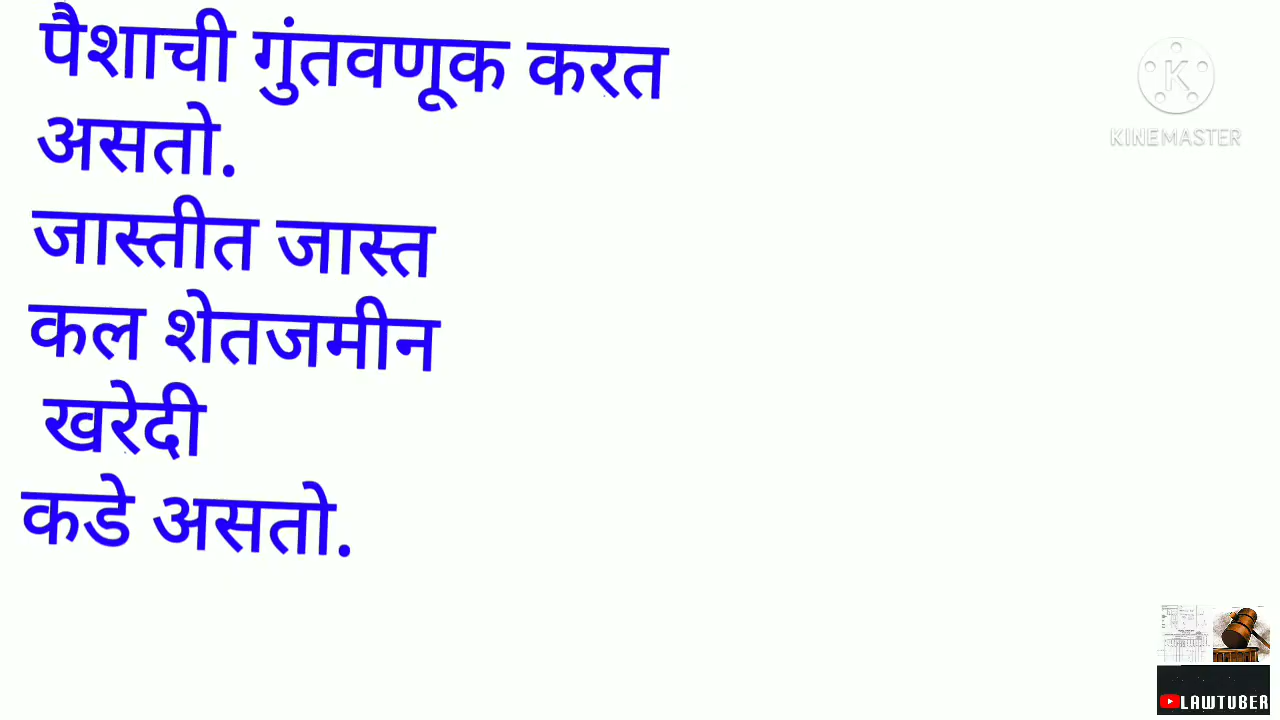 पैशाची गुंतवणूक करत
असतो.
जास्तीत जास्त
कल शेतजमीन
खरेदी
कडे असतो.
K
KINEMASTER
LAWTUBER